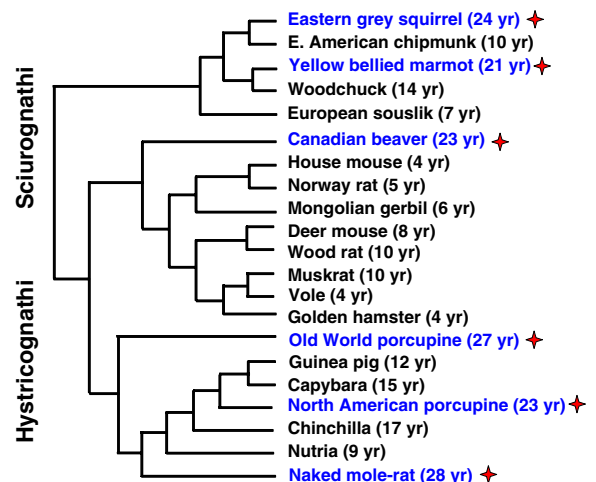 Sciurognathi
Hystricognathi
Eastern grey squirrel (24 yr)
E. American chipmunk (10 yr)
Yellow bellied marmot (21 yr)
Woodchuck (14 yr)
European souslik (7 yr)
Canadian beaver (23 yr)
House mouse (4 yr)
Norway rat (5 yr)
Mongolian gerbil (6 yr)
Deer mouse (8 yr)
Wood rat (10 yr)
Muskrat (10 yr)
Vole (4 yr)
Golden hamster (4 yr)
Old World porcupine (27 yr)
Guinea pig (12 yr)
Capybara (15 yr)
North American porcupine (23 yr)
Chinchilla (17 yr)
Nutria (9 yr)
Naked mole-rat (28 yr)